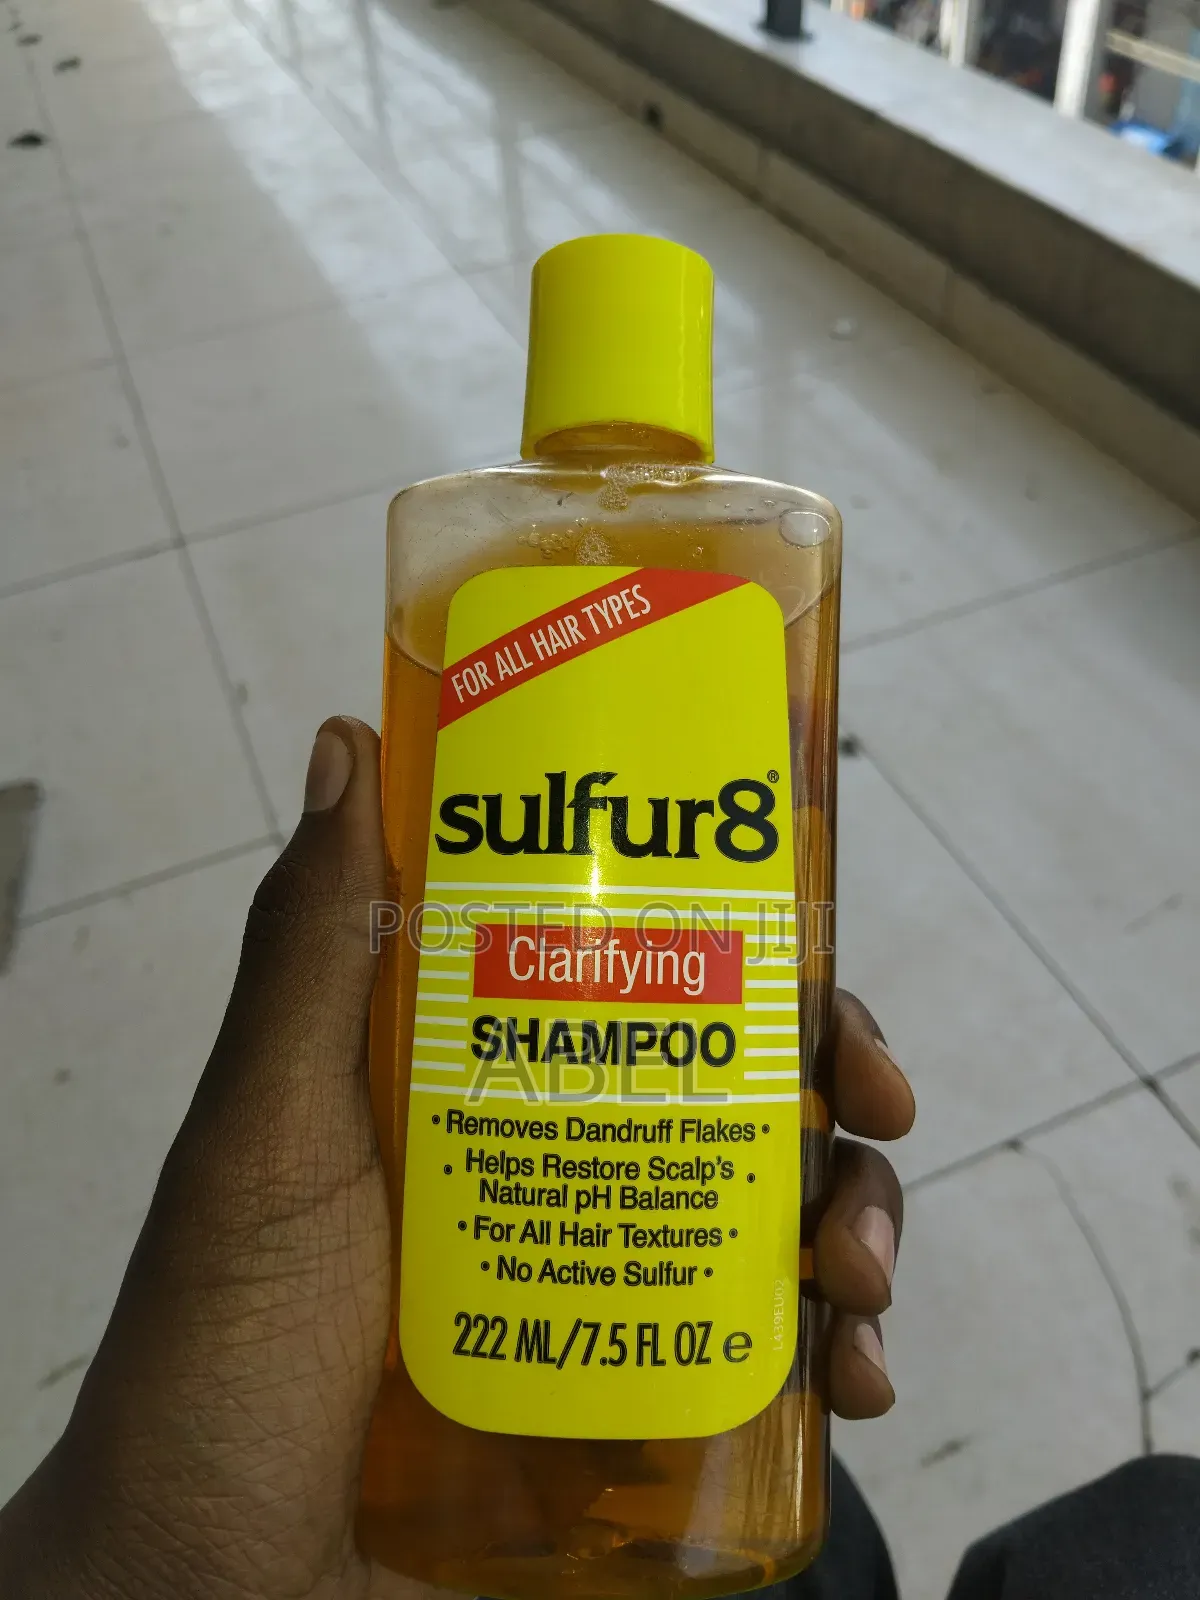 FOR ALL HAIR TYPES
sulfur8®
POSTED ON JIJI
Clarifying
SHAMPOO
ABEL
• Removes Dandruff Flakes •
• Helps Restore Scalp's •
Natural pH Balance
• For All Hair Textures •
• No Active Sulfur •
222 ML/7.5 FL OZ e
L439EU02